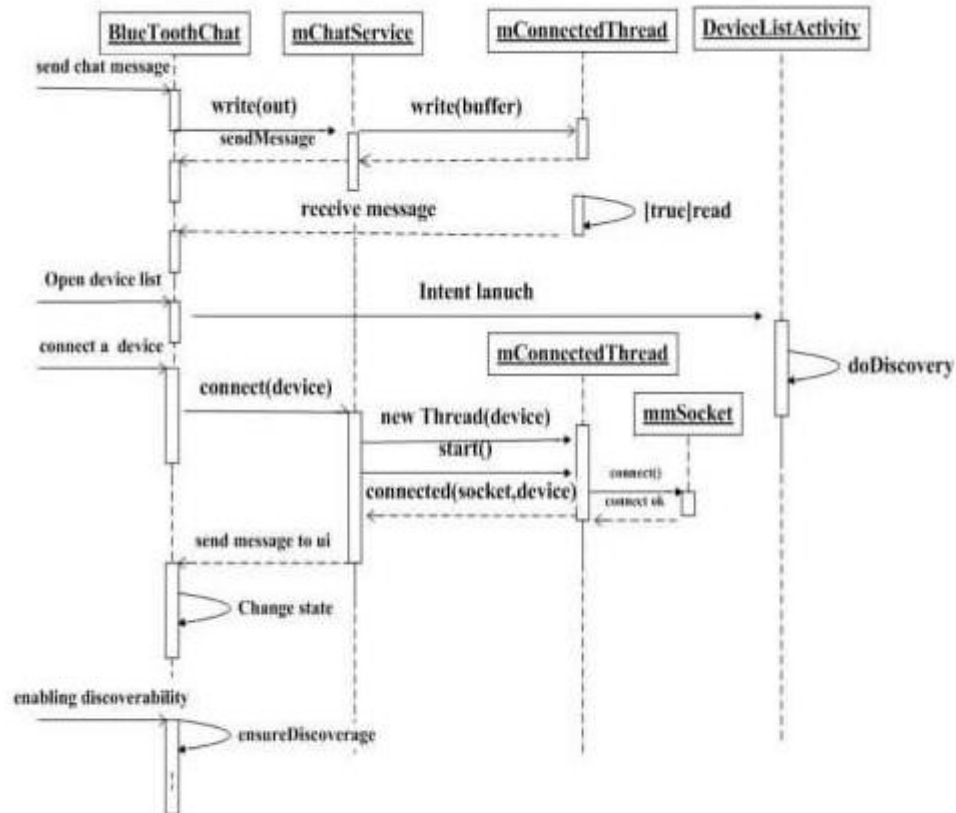 BlueToothChat
mChatService
mConnectedThread
DeviceListActivity
send chat message
write(out)
write(buffer)
sendMessage
receive message
[true]read
Open device list
Intent lanuch
connect a device
mConnectedThread
doDiscovery
connect(device)
new Thread(device)
mmSocket
start()
connect()
connected(socket,device)
connect ok
send message to ui
Change state
enabling discoverability
ensureDiscoverage